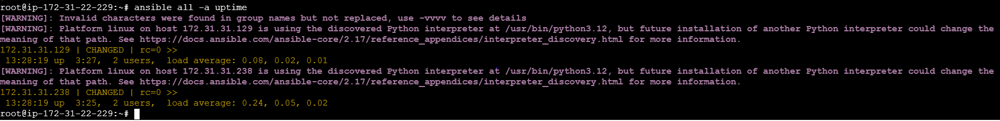 root@ip-172-31-22-229:~# ansible all -a uptime
[WARNING]: Invalid characters were found in group names but not replaced, use -vvvv to see details
[WARNING]: Platform linux on host 172.31.31.129 is using the discovered Python interpreter at /usr/bin/python3.12, but future installation of another Python interpreter could change the
meaning of that path. See https://docs.ansible.com/ansible-core/2.17/reference_appendices/interpreter_discovery.html for more information.
172.31.31.129 | CHANGED | rc=0 >>
 13:28:19 up  3:27,  2 users,  load average: 0.08, 0.02, 0.01
[WARNING]: Platform linux on host 172.31.31.238 is using the discovered Python interpreter at /usr/bin/python3.12, but future installation of another Python interpreter could change the
meaning of that path. See https://docs.ansible.com/ansible-core/2.17/reference_appendices/interpreter_discovery.html for more information.
172.31.31.238 | CHANGED | rc=0 >>
 13:28:19 up  3:25,  2 users,  load average: 0.24, 0.05, 0.02
root@ip-172-31-22-229:~#